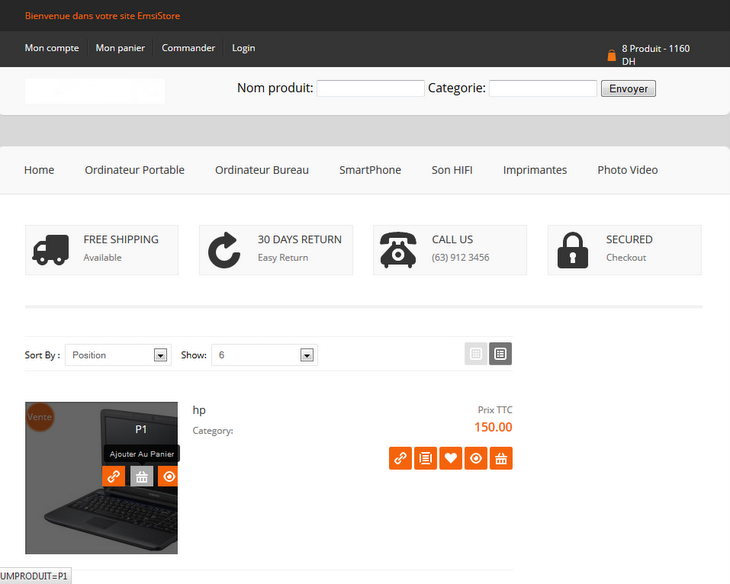 Bienvenue dans votre site EmsiStore
Mon compte Mon panier Commander Login
8 Produit - 1160
DH
Nom produit: Categorie: Envoyer
Home Ordinateur Portable Ordinateur Bureau SmartPhone Son HIFI Imprimantes Photo Video
FREE SHIPPING
Available
30 DAYS RETURN
Easy Return
CALL US
(63) 912 3456
SECURED
Checkout
Sort By : Position Show: 6
Vente
P1
Ajouter Au Panier
hp
Category:
Prix TTC
150.00
UMPRODUIT=P1